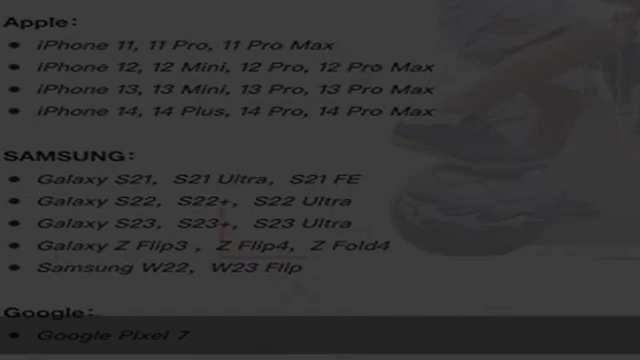 Apple:
• iPhone 11, 11 Pro, 11 Pro Max
• iPhone 12, 12 Mini, 12 Pro, 12 Pro Max
• iPhone 13, 13 Mini, 13 Pro, 13 Pro Max
• iPhone 14, 14 Plus, 14 Pro, 14 Pro Max
SAMSUNG:
• Galaxy S21, S21 Ultra, S21 FE
• Galaxy S22, S22+, S22 Ultra
• Galaxy S23, S23+, S23 Ultra
• Galaxy Z Flip3 , Z Flip4, Z Fold4
• Samsung W22, W23 Flip
Google:
• Google Pixel 7